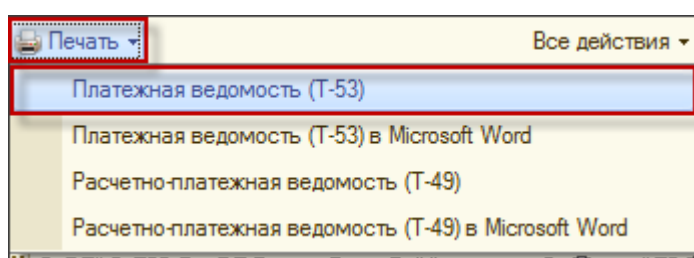 Печать Все действия
Платежная ведомость (Т-53)
Платежная ведомость (Т-53) в Microsoft Word
Расчетно-платежная ведомость (Т-49)
Расчетно-платежная ведомость (Т-49) в Microsoft Word